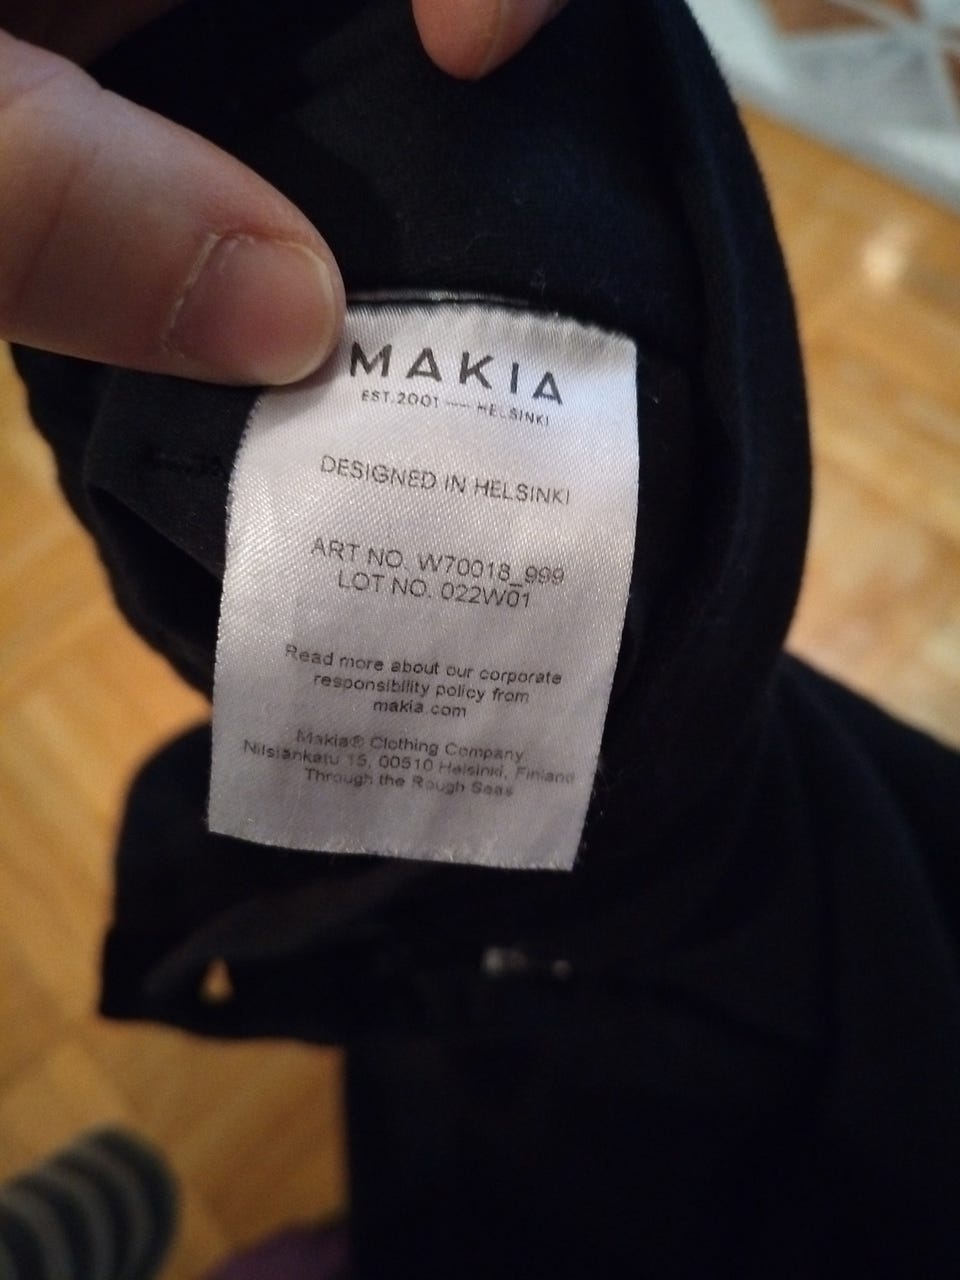 MAKIA
EST.2001 — HELSINKI
DESIGNED IN HELSINKI
ART NO. W70018_999
LOT NO. 022W01
Read more about our corporate
responsibility policy from
makia.com
Makia® Clothing Company
Nilsiankatu 15, 00510 Helsinki, Finland
Through the Rough Seas